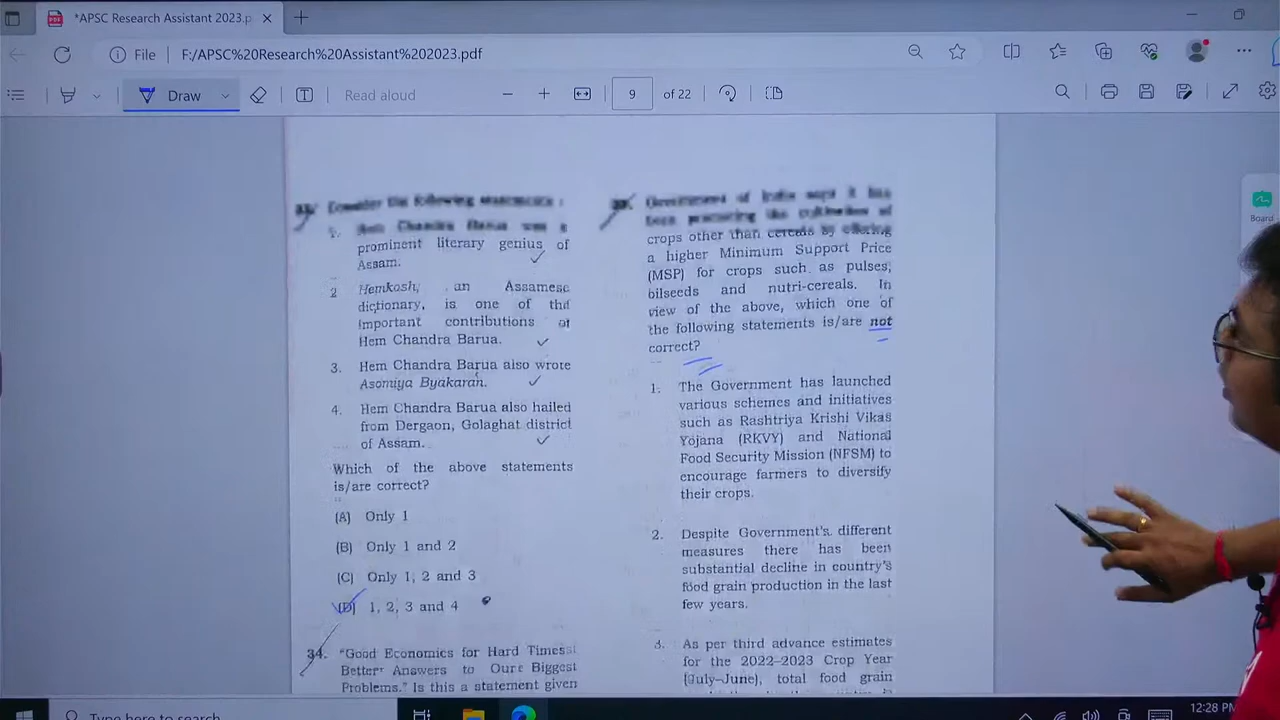 *APSC Research Assistant 2023.p
File F:/APSC%20Research%20Assistant%202023.pdf
Draw Read aloud 9 of 22
Board
Consider the following statements :
1. Chandra Barua was a
prominent literary genius of
Assam.
2 Hemkosh, an Assamese
dictionary, is one of the
important contributions of
Hem Chandra Barua.
3. Hem Chandra Barua also wrote
Asomiya Byakaran.
4. Hem Chandra Barua also hailed
from Dergaon, Golaghat district
of Assam.
Which of the above statements
is/are correct?
(A) Only 1
(B) Only 1 and 2
(C) Only 1, 2 and 3
(D) 1, 2, 3 and 4
34. "Good Economics for Hard Times:
Better Answers to Our Biggest
Problems." Is this a statement given
Government of India says it has
been the cultivation of
crops other than cereals by offering
a higher Minimum Support Price
(MSP) for crops such as pulses,
oilseeds and nutri-cereals. In
view of the above, which one of
the following statements is/are not
correct?
1. The Government has launched
various schemes and initiatives
such as Rashtriya Krishi Vikas
Yojana (RKVY) and National
Food Security Mission (NFSM) to
encourage farmers to diversify
their crops.
2. Despite Government's different
measures there has been
substantial decline in country's
food grain production in the last
few years.
3. As per third advance estimates
for the 2022–2023 Crop Year
(July–June), total food grain
Type here to search
12:28 PM